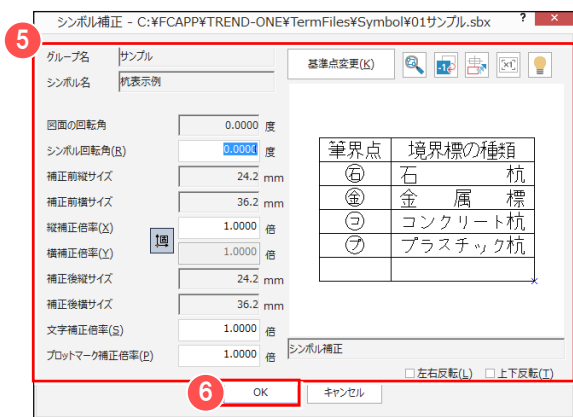 シンボル補正 - C:¥FCAPP¥TREND-ONE¥TermFiles¥Symbol¥01サンプル.sbx ? ×
5
グループ名 サンプル
シンボル名 杭表示例
基準点変更(K)
図面の回転角 0.0000 度
シンボル回転角(R) 0.0000 度
補正前縦サイズ 24.2 mm
補正前横サイズ 36.2 mm
縦補正倍率(X) 1.0000 倍
横補正倍率(Y) 1.0000 倍
補正後縦サイズ 24.2 mm
補正後横サイズ 36.2 mm
文字補正倍率(S) 1.0000 倍
プロットマーク補正倍率(P) 1.0000 倍
筆界点 境界標の種類
㊓ 石杭
㊎ 金属標
㋙ コンクリート杭
㋫゚ プラスチック杭
シンボル補正
左右反転(L) 上下反転(T)
6
OK キャンセル